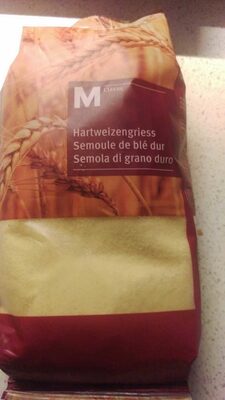 M
CLASSIC
Hartweizengriess
Semoule de blé dur
Semola di grano duro